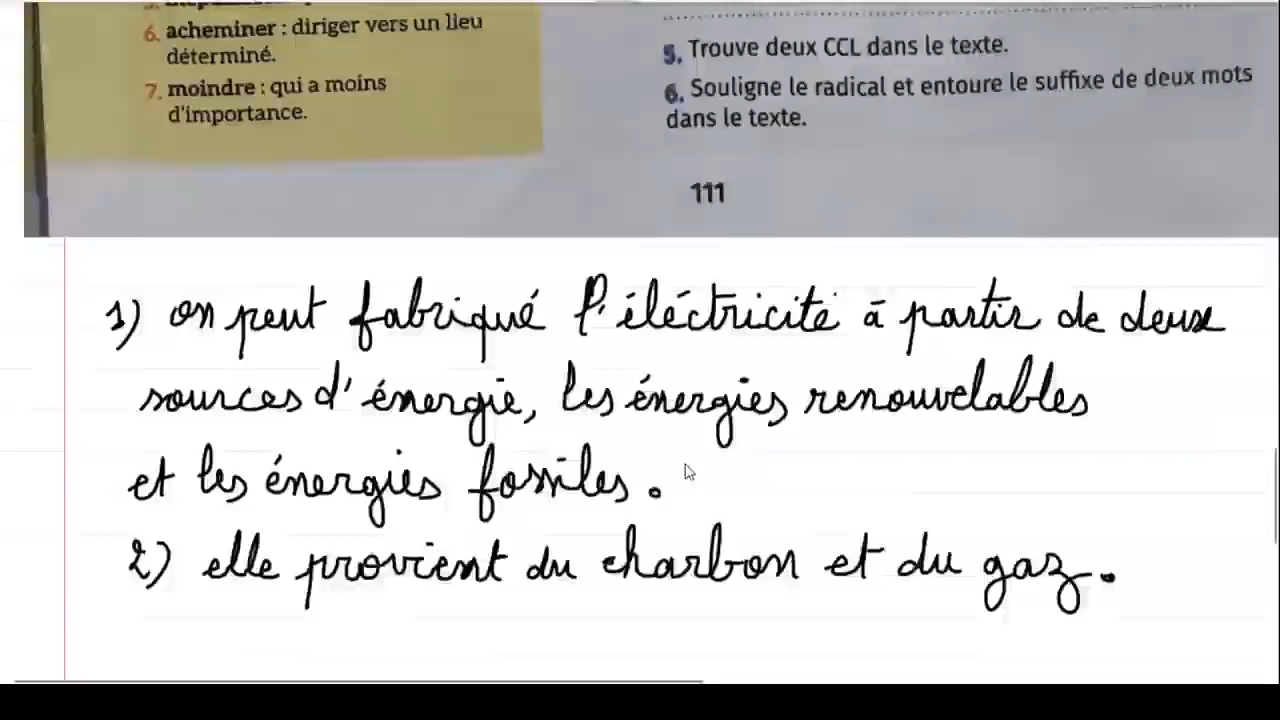 6. acheminer : diriger vers un lieu
déterminé.
7. moindre : qui a moins
d'importance.
5. Trouve deux CCL dans le texte.
6. Souligne le radical et entoure le suffixe de deux mots
dans le texte.
111
1) on peut fabriqué l'éléctricité à partir de deux
sources d'énergie, les énergies renouvelables
et les énergies fossiles.
2) elle provient du charbon et du gaz.